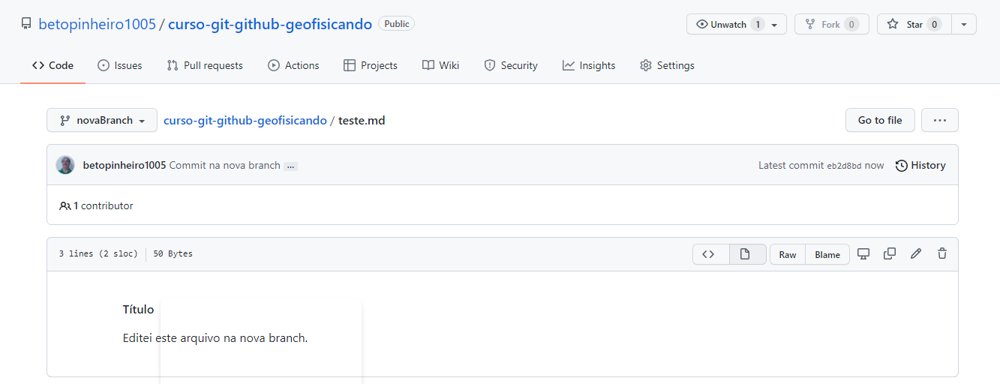 betopinheiro1005 / curso-git-github-geofisicando Public Unwatch 1 Fork 0 Star 0
Code Issues Pull requests Actions Projects Wiki Security Insights Settings
novaBranch curso-git-github-geofisicando / teste.md Go to file ...
betopinheiro1005 Commit na nova branch ... Latest commit eb2d8bd now History
1 contributor
3 lines (2 sloc) 50 Bytes <> Raw Blame
Título
Editei este arquivo na nova branch.